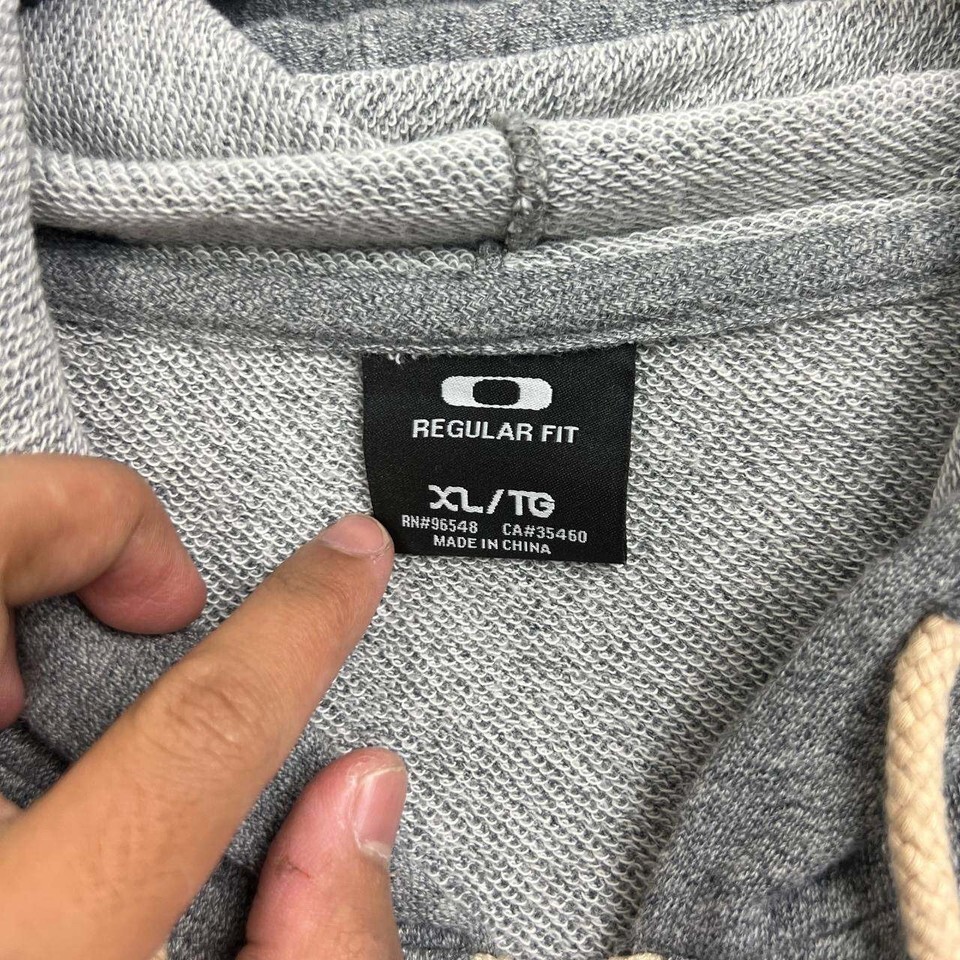 REGULAR FIT
XL/TG
RN#96548 CA#35460
MADE IN CHINA